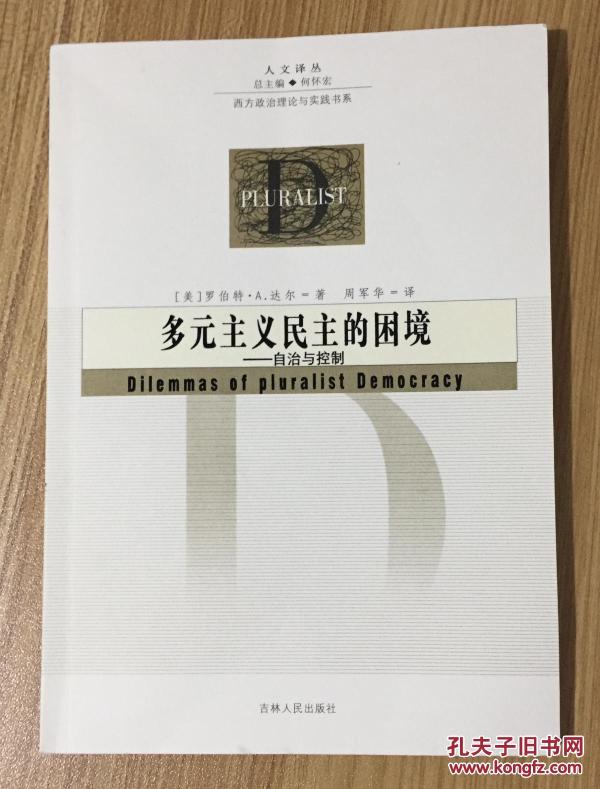 人文译丛
总主编◆何怀宏
西方政治理论与实践书系
D
PLURALIST
[美]罗伯特·A.达尔=著 周军华=译
多元主义民主的困境
——自治与控制
Dilemmas of pluralist Democracy
D
吉林人民出版社
孔夫子旧书网
www.kongfz.com